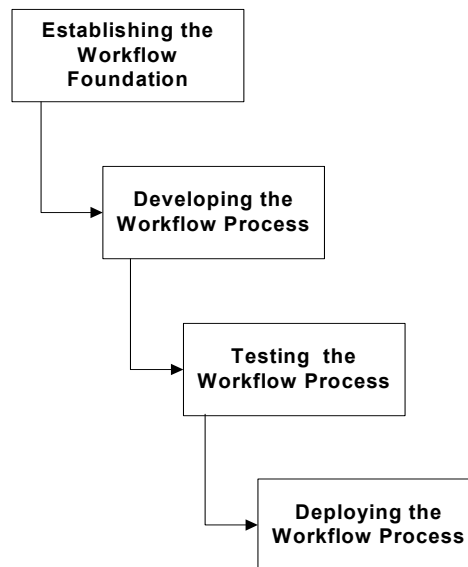 Establishing the
Workflow
Foundation
Developing the
Workflow Process
Testing the
Workflow Process
Deploying the
Workflow Process